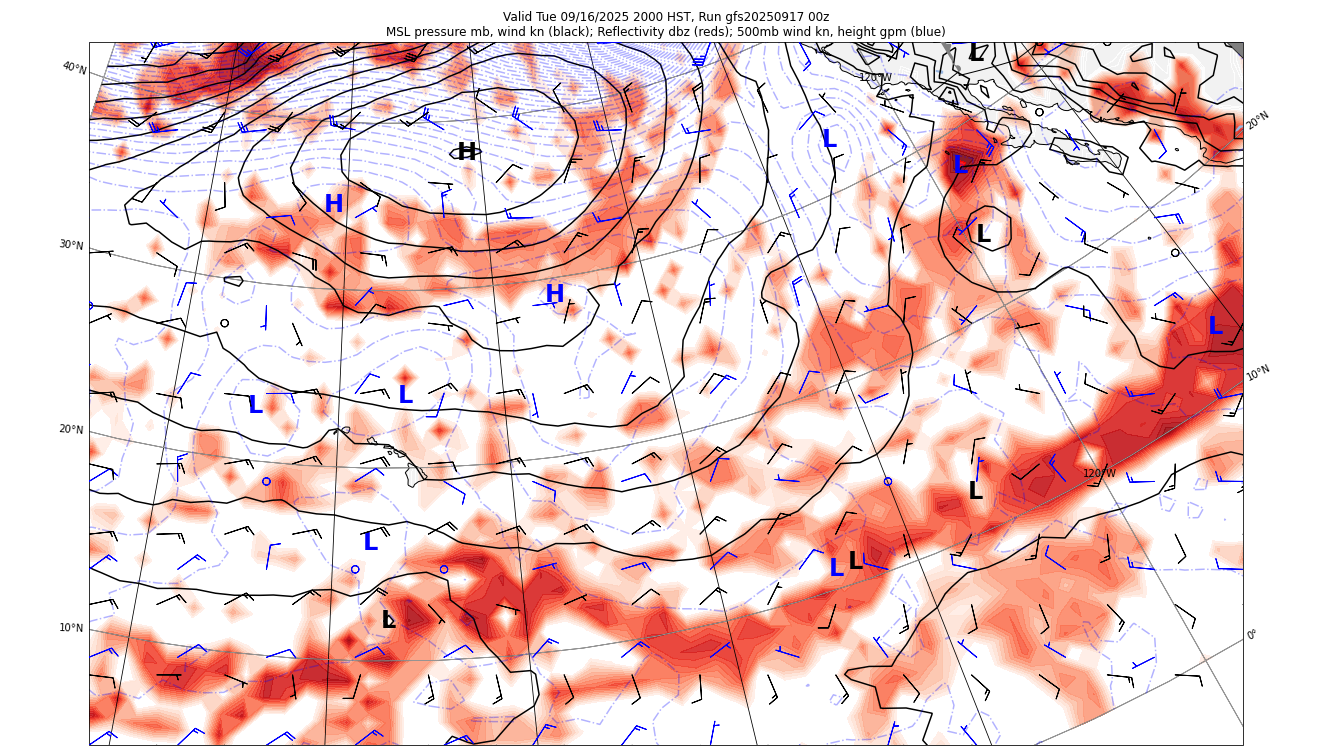 Valid Tue 09/16/2025 2000 HST, Run gfs20250917 00z
MSL pressure mb, wind kn (black); Reflectivity dbz (reds); 500mb wind kn, height gpm (blue)
L
40°N
120°W
20°N
L
H
L
H
L
30°N
H
L
10°N
L
L
20°N
120°W
L
L
L
L
L
10°N
0°